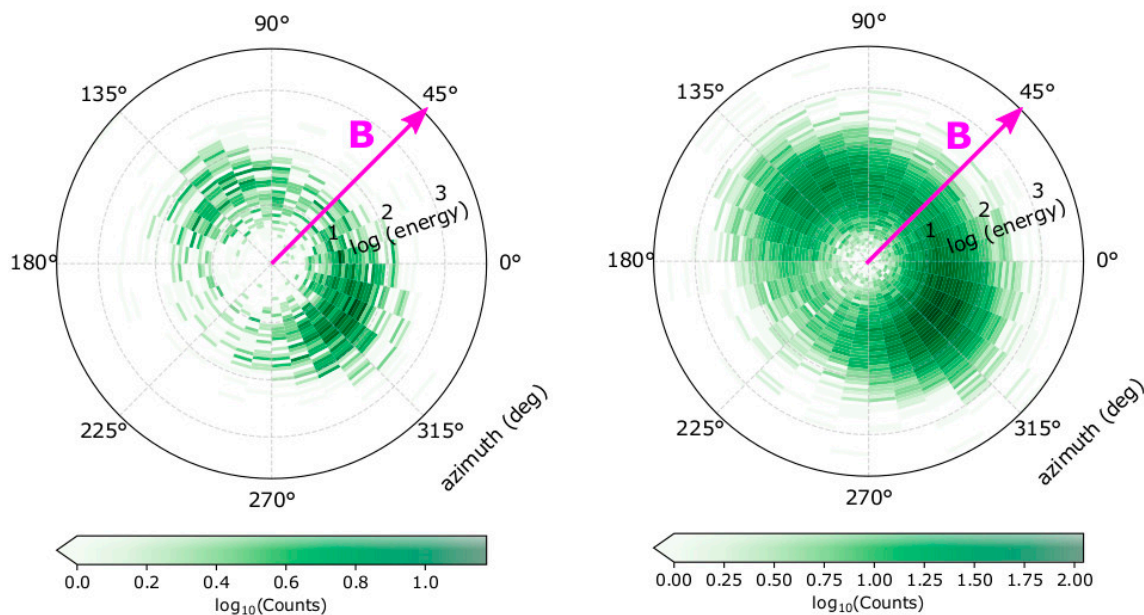 90°
135°
45°
B
3
2
1
log (energy)
180°
0°
225°
315°
azimuth (deg)
270°
0.0 0.2 0.4 0.6 0.8 1.0
log10(Counts)
90°
135°
45°
B
3
2
1
log (energy)
180°
0°
225°
315°
azimuth (deg)
270°
0.00 0.25 0.50 0.75 1.00 1.25 1.50 1.75 2.00
log10(Counts)